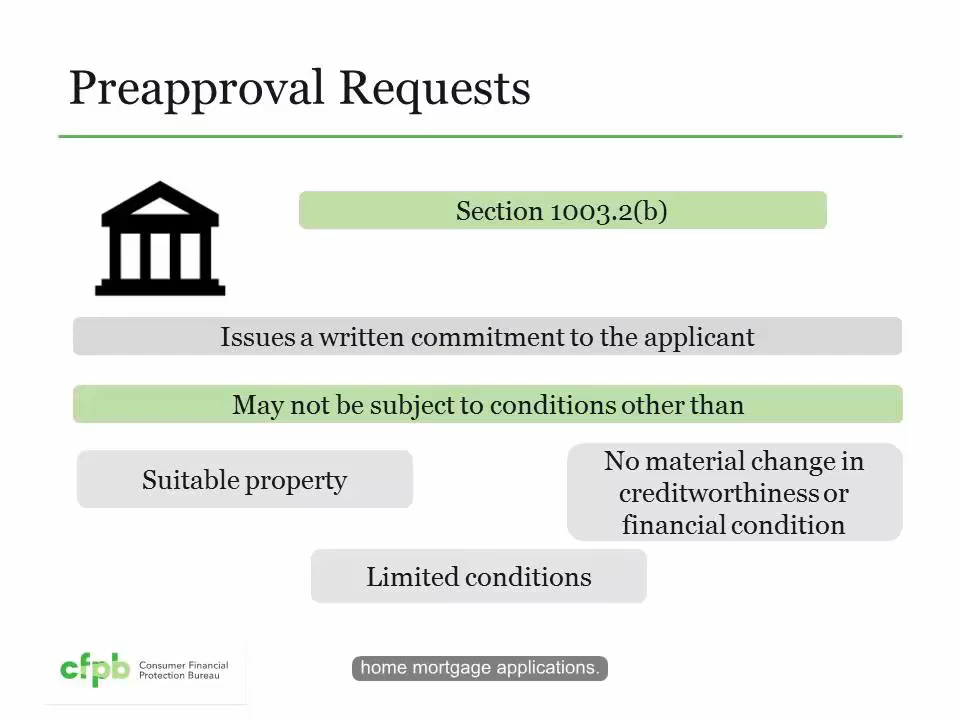 Preapproval Requests
Section 1003.2(b)
Issues a written commitment to the applicant
May not be subject to conditions other than
Suitable property
No material change in
creditworthiness or
financial condition
Limited conditions
cfpb
Consumer Financial
Protection Bureau
home mortgage applications.